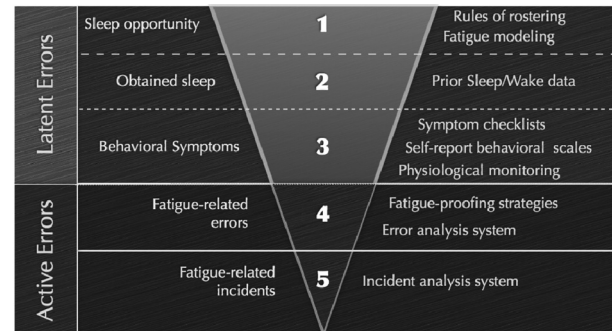 Latent Errors
Sleep opportunity
1
Rules of rostering
Fatigue modeling
Obtained sleep
2
Prior Sleep/Wake data
Behavioral Symptoms
3
Symptom checklists
Self-report behavioral scales
Physiological monitoring
Active Errors
Fatigue-related
errors
4
Fatigue-proofing strategies
Error analysis system
Fatigue-related
incidents
5
Incident analysis system